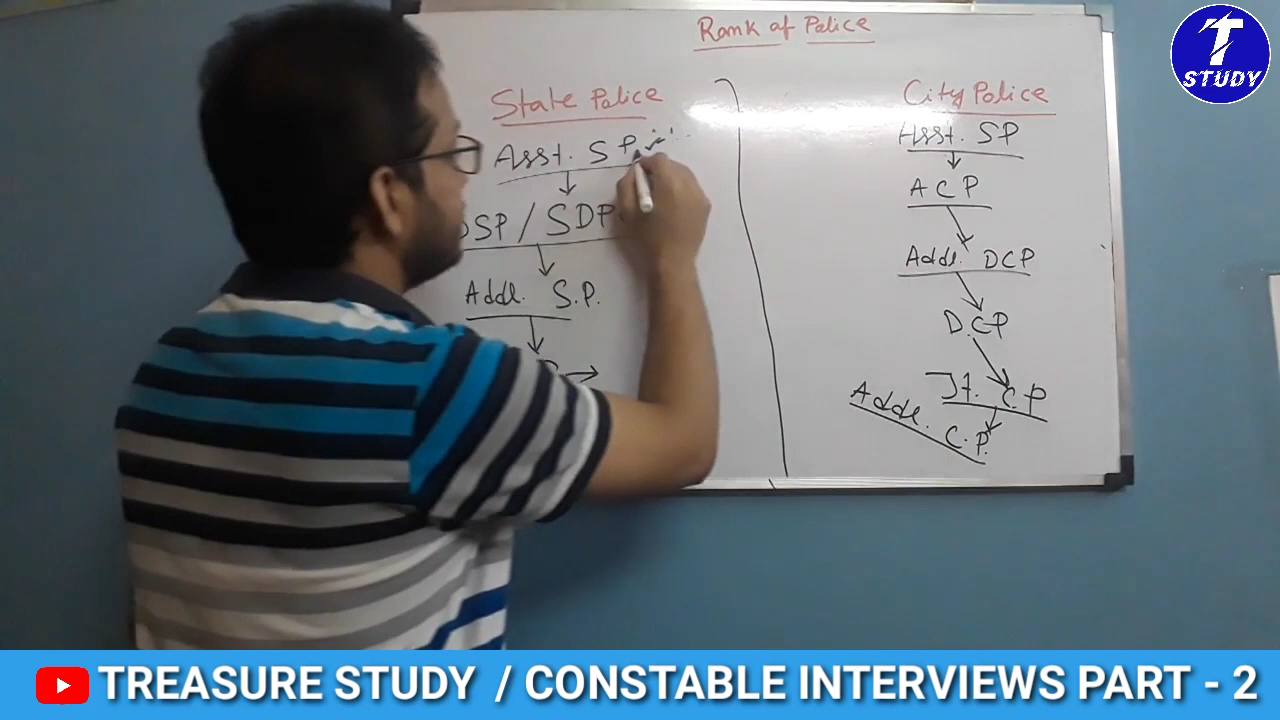 Rank of Police
T
STUDY
State Police
Asst. SP
DSP / SDP
Addl. S.P.
City Police
Asst. SP
ACP
Addl. DCP
D.C.P
Jt. C.P
Addl. C.P.
TREASURE STUDY / CONSTABLE INTERVIEWS PART - 2